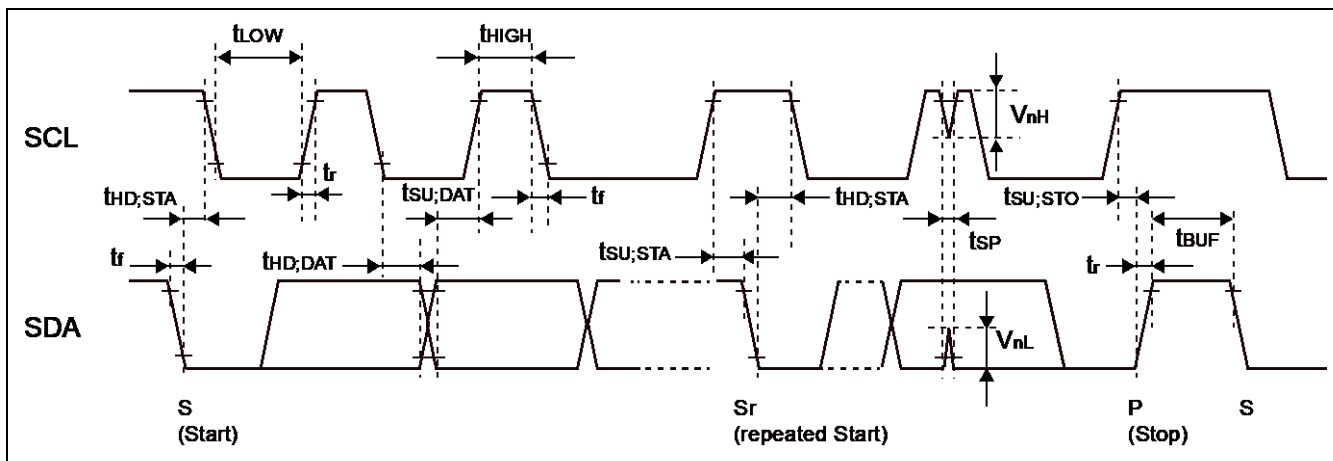 tLOW
tHIGH
VnH
SCL
tr
tHD;STA
tSU;DAT
tf
tHD;STA
tSU;STO
tSP
tBUF
tSU;STA
tf
tHD;DAT
tr
SDA
VnL
S
(Start)
Sr
(repeated Start)
P
(Stop)
S